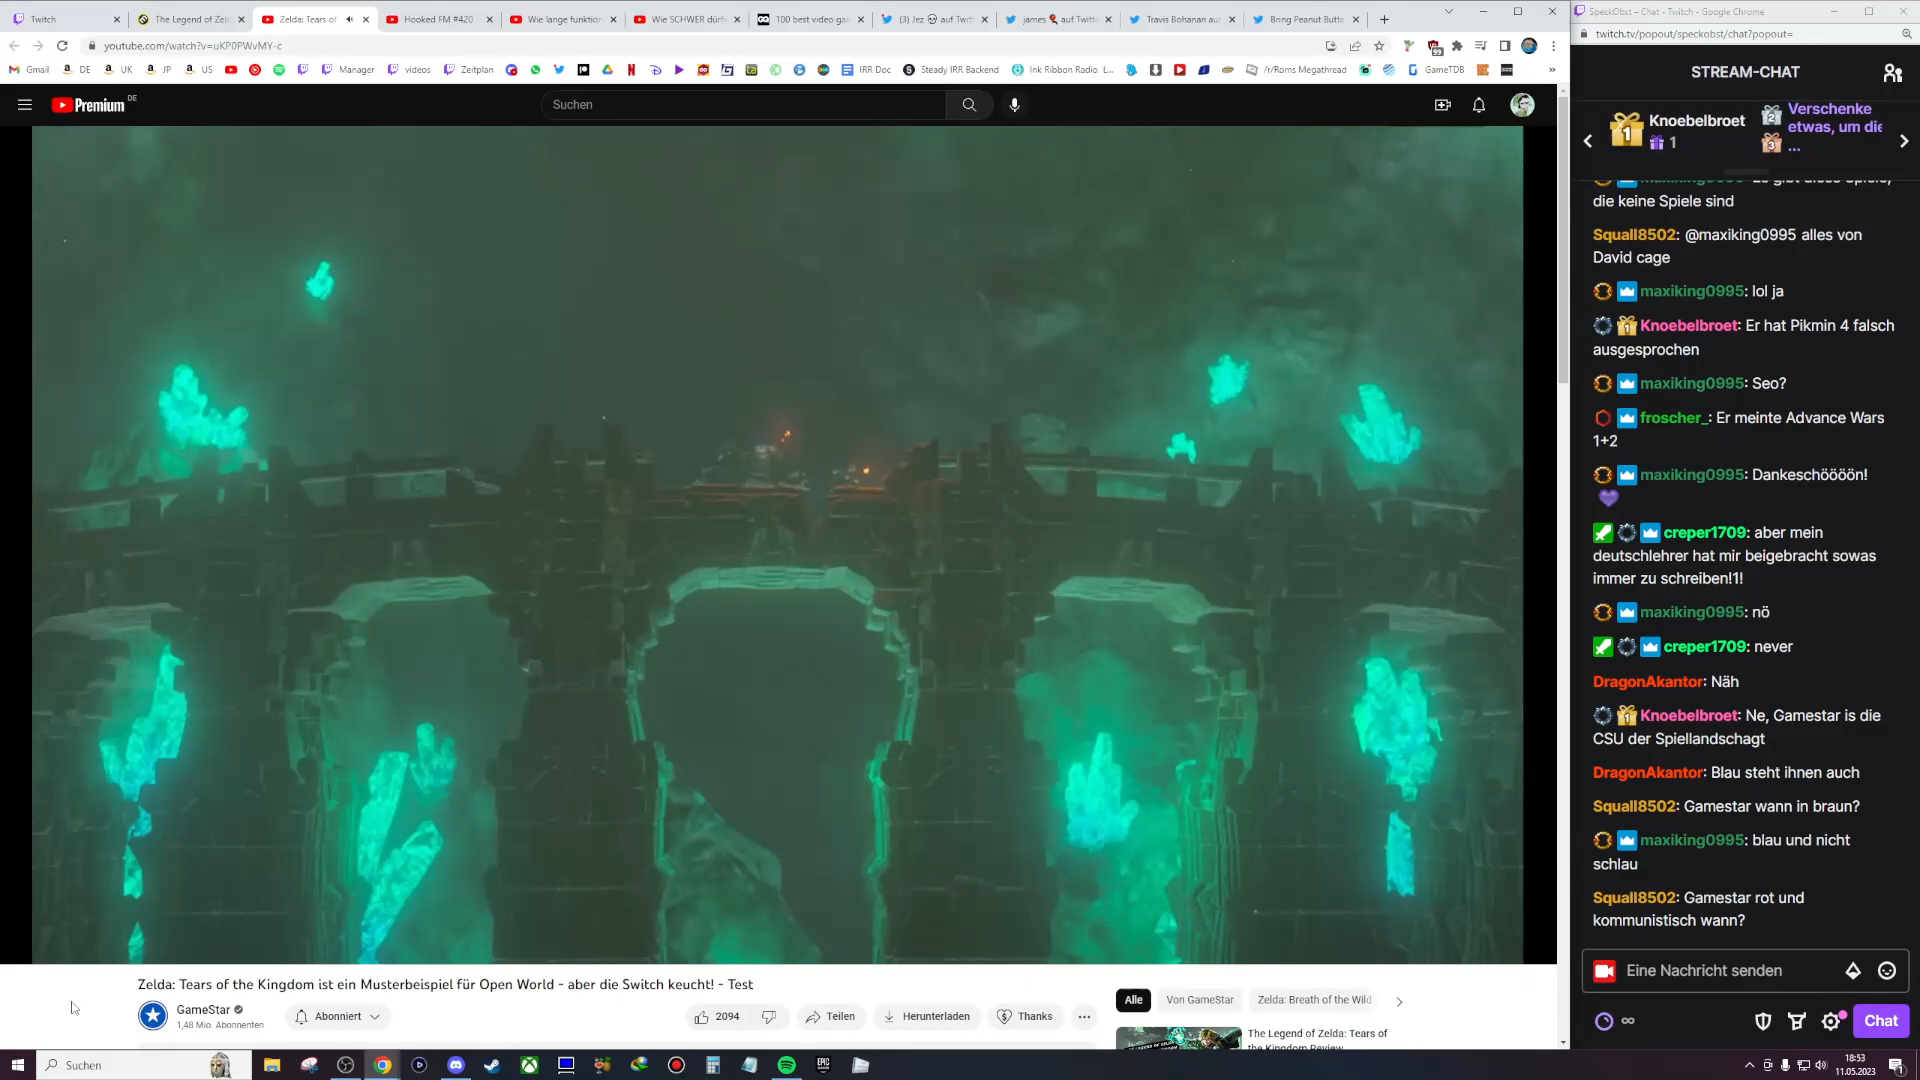 Twitch
The Legend of Zel
Zelda: Tears of
Hooked FM #420 -
Wie lange funktion
Wie SCHWER dürf
100 best video gam
(3) Jez 💀 auf Twitt
james 🎈 auf Twitte
Travis Bohanan au
Bring Peanut Butte
SpeckObst – Chat - Twitch - Google Chrome
youtube.com/watch?v=uKP0PWvMY-c
twitch.tv/popout/speckobst/chat?popout=
Gmail
DE
UK
JP
US
Manager
videos
Zeitplan
IRR Doc
Steady IRR Backend
Ink Ribbon Radio L...
/r/Roms Megathread
GameTDB
Premium DE
Suchen
STREAM-CHAT
Knoebelbroet
1
Verschenke
etwas, um die
...
die keine Spiele sind
Squall8502: @maxiking0995 alles von
David cage
maxiking0995: lol ja
Knoebelbroet: Er hat Pikmin 4 falsch
ausgesprochen
maxiking0995: Seo?
froscher_: Er meinte Advance Wars
1+2
maxiking0995: Dankeschöööön!
💜
creper1709: aber mein
deutschlehrer hat mir beigebracht sowas
immer zu schreiben!1!
maxiking0995: nö
creper1709: never
DragonAkantor: Näh
Knoebelbroet: Ne, Gamestar is die
CSU der Spiellandschagt
DragonAkantor: Blau steht ihnen auch
Squall8502: Gamestar wann in braun?
maxiking0995: blau und nicht
schlau
Squall8502: Gamestar rot und
kommunistisch wann?
Eine Nachricht senden
Chat
Zelda: Tears of the Kingdom ist ein Musterbeispiel für Open World - aber die Switch keucht! - Test
GameStar
1,48 Mio. Abonnenten
Abonniert
2094
Teilen
Herunterladen
Thanks
Alle
Von GameStar
Zelda: Breath of the Wild
The Legend of Zelda: Tears of
the Kingdom Review
Suchen
18:53
11.05.2023